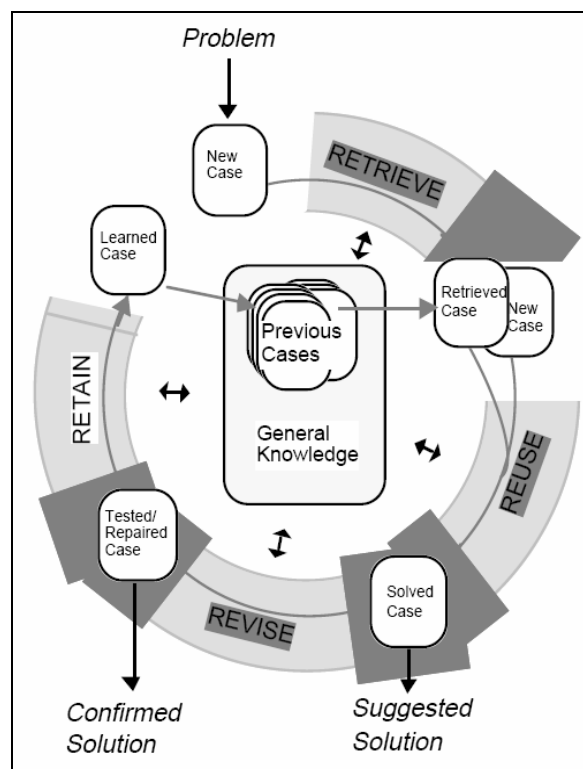 Problem
New
Case
RETRIEVE
Learned
Case
Retrieved
Case
New
Case
Previous
Cases
General
Knowledge
RETAIN
REUSE
Tested/
Repaired
Case
Solved
Case
REVISE
Confirmed
Solution
Suggested
Solution